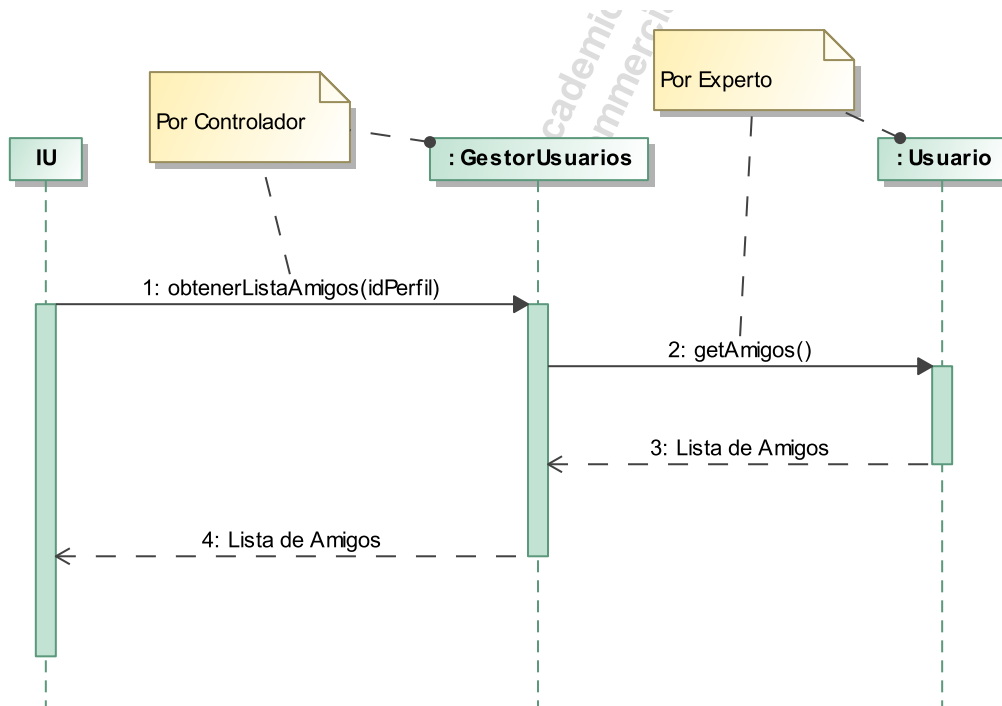 Por Controlador
Por Experto
IU
: GestorUsuarios
: Usuario
1: obtenerListaAmigos(idPerfil)
2: getAmigos()
3: Lista de Amigos
4: Lista de Amigos